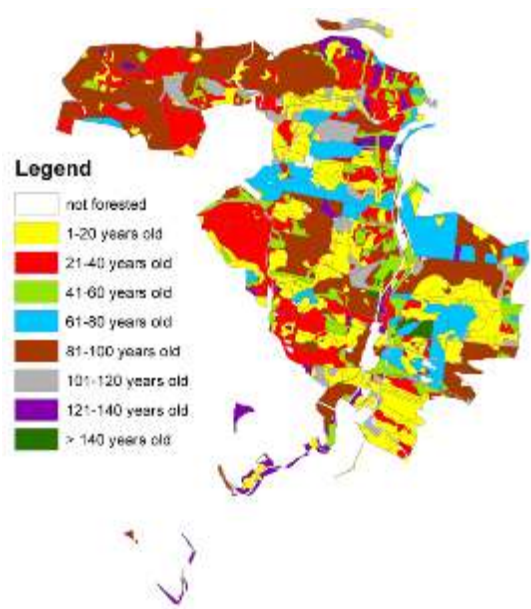 Legend
not forested
1-20 years old
21-40 years old
41-60 years old
61-80 years old
81-100 years old
101-120 years old
121-140 years old
> 140 years old